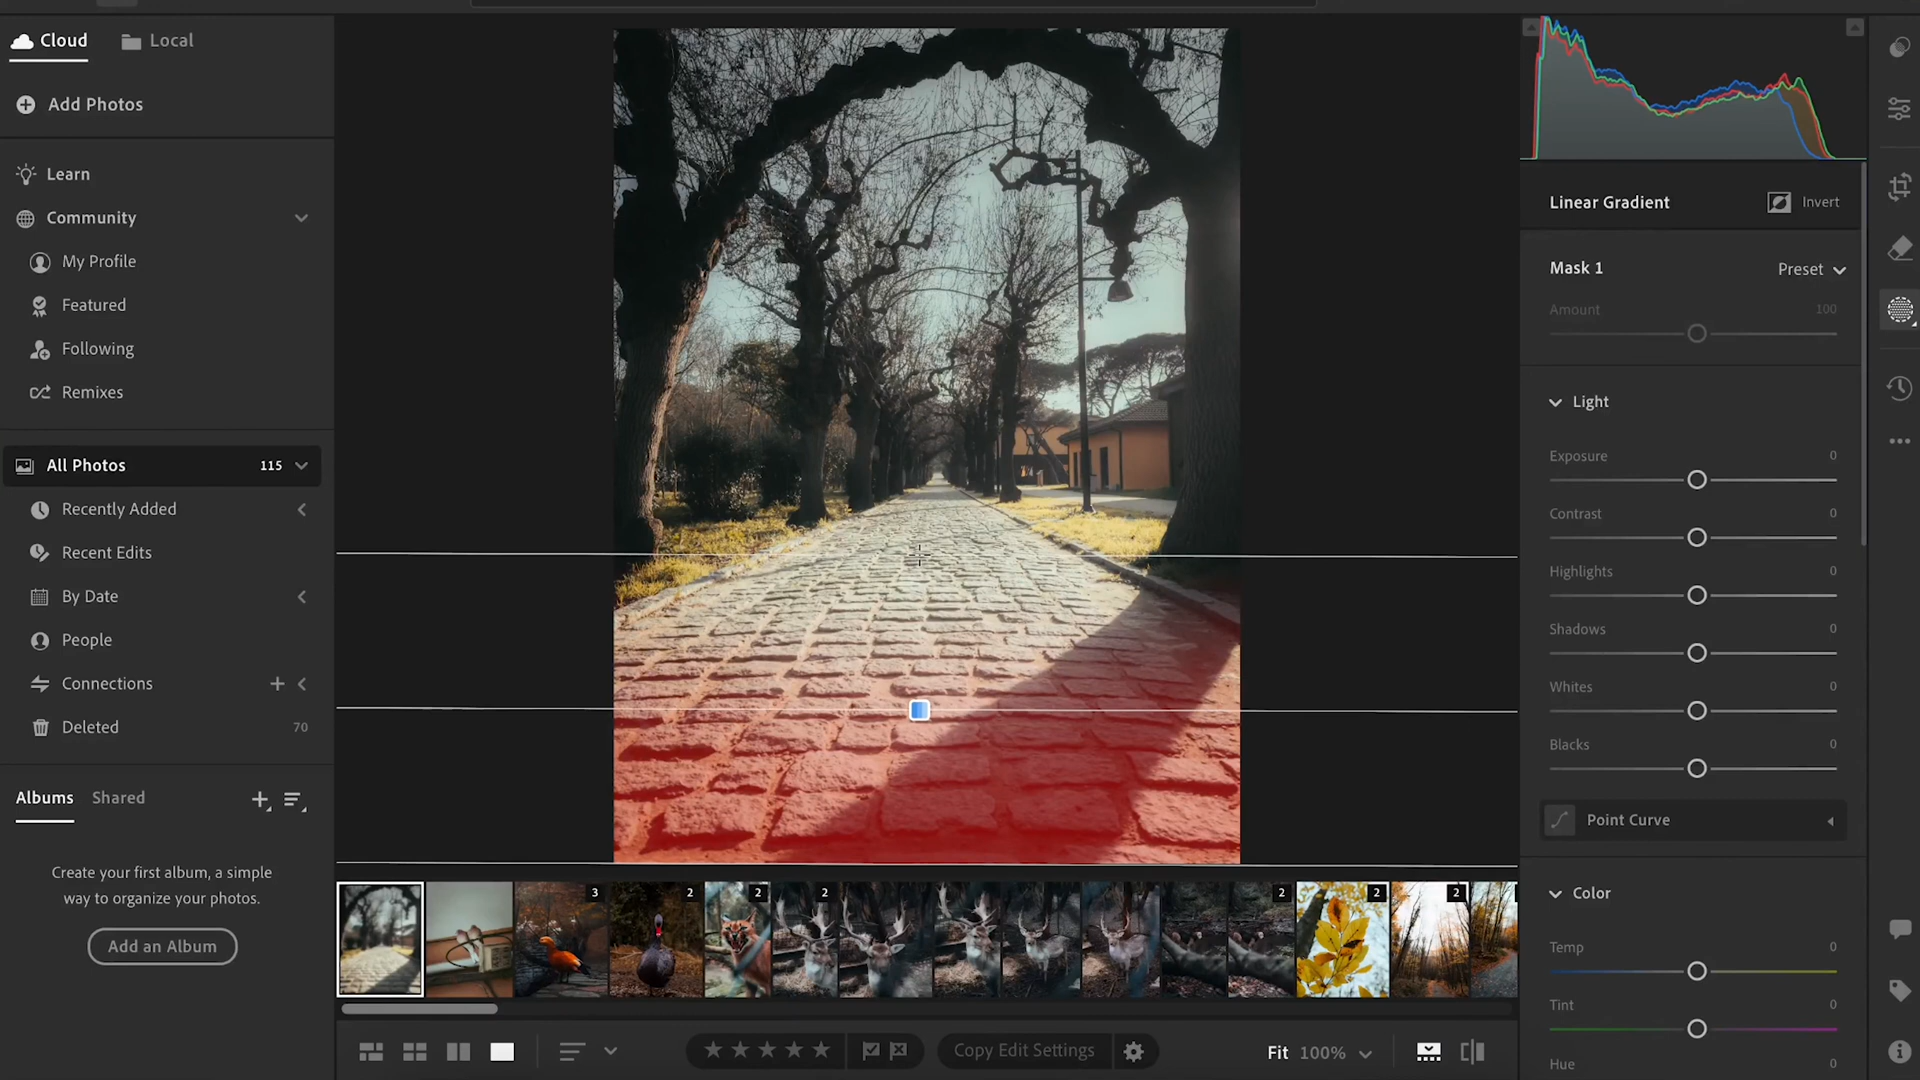 Cloud
Local
Add Photos
Learn
Community
My Profile
Featured
Following
Remixes
All Photos 115
Recently Added
Recent Edits
By Date
People
Connections
Deleted 70
Albums Shared
Create your first album, a simple
way to organize your photos.
Add an Album
3
2
2
2
2
2
2
Copy Edit Settings
Fit 100%
Linear Gradient Invert
Mask 1 Preset
Amount 100
Light
Exposure 0
Contrast 0
Highlights 0
Shadows 0
Whites 0
Blacks 0
Point Curve
Color
Temp 0
Tint 0
Hue 0